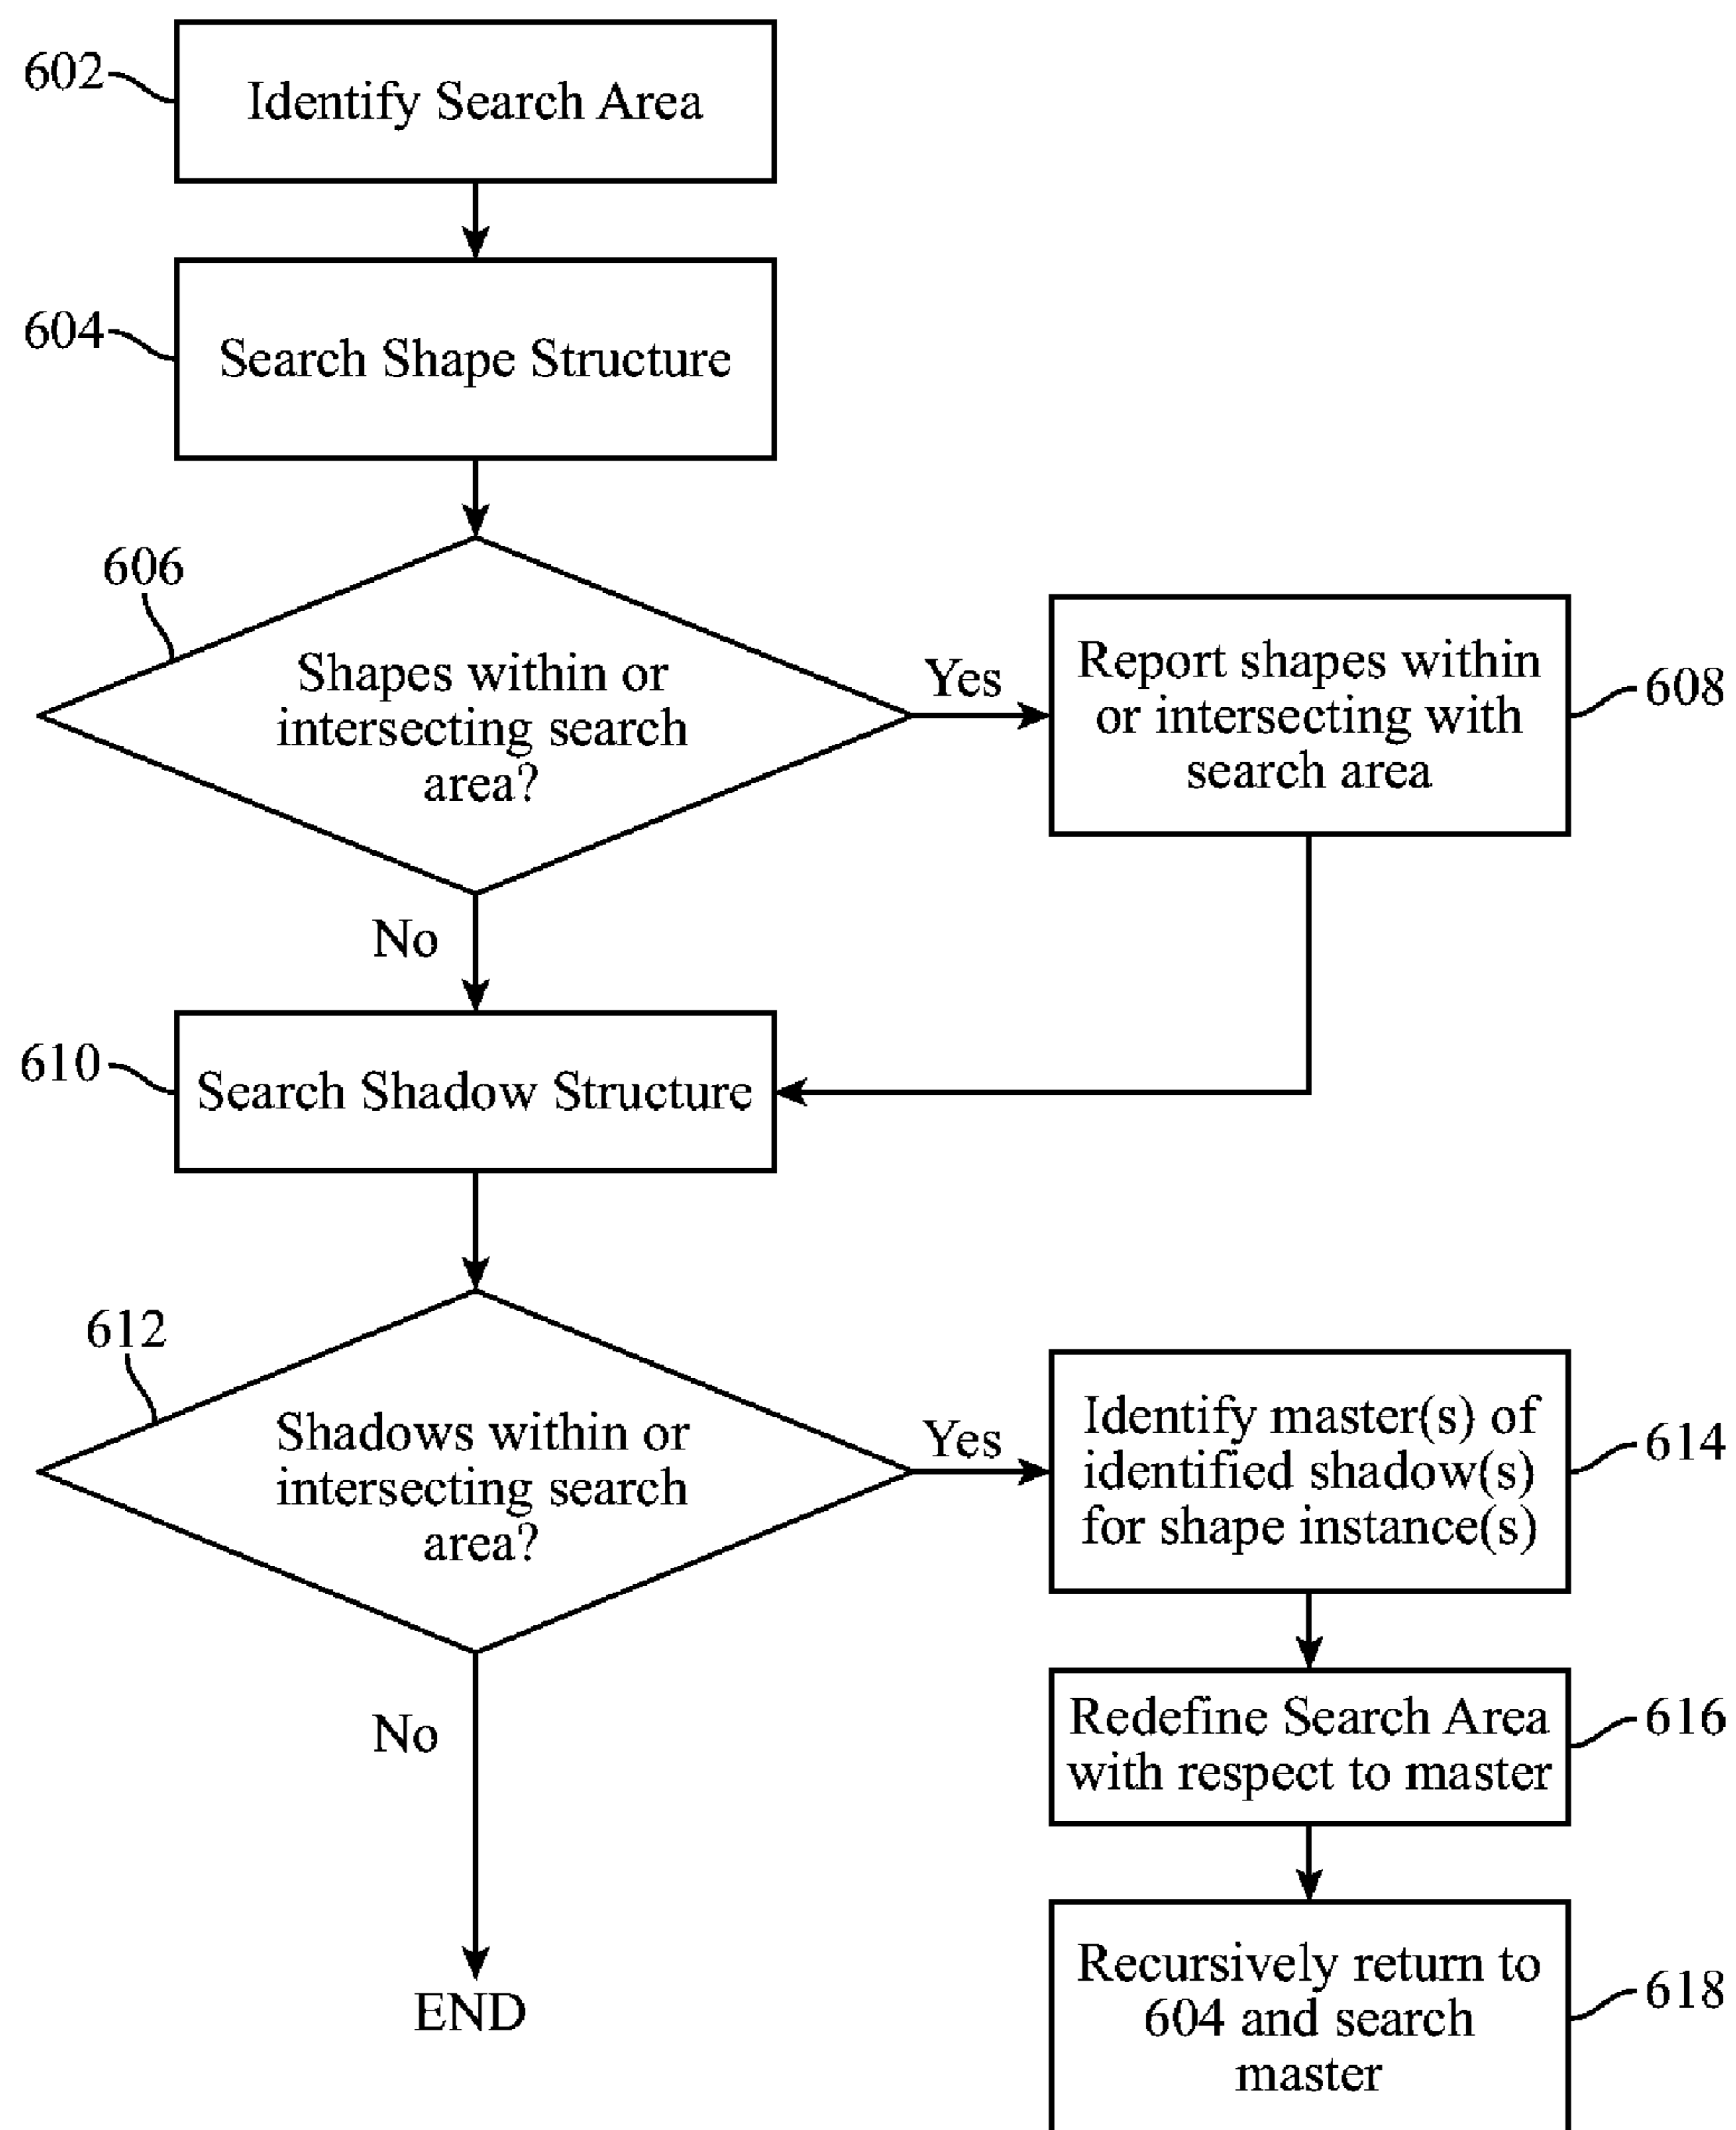 602
Identify Search Area
604
Search Shape Structure
606
Shapes within or
intersecting search
area?
Yes
Report shapes within
or intersecting with
search area
608
No
610
Search Shadow Structure
612
Shadows within or
intersecting search
area?
Yes
Identify master(s) of
identified shadow(s)
for shape instance(s)
614
No
Redefine Search Area
with respect to master
616
END
Recursively return to
604 and search
master
618